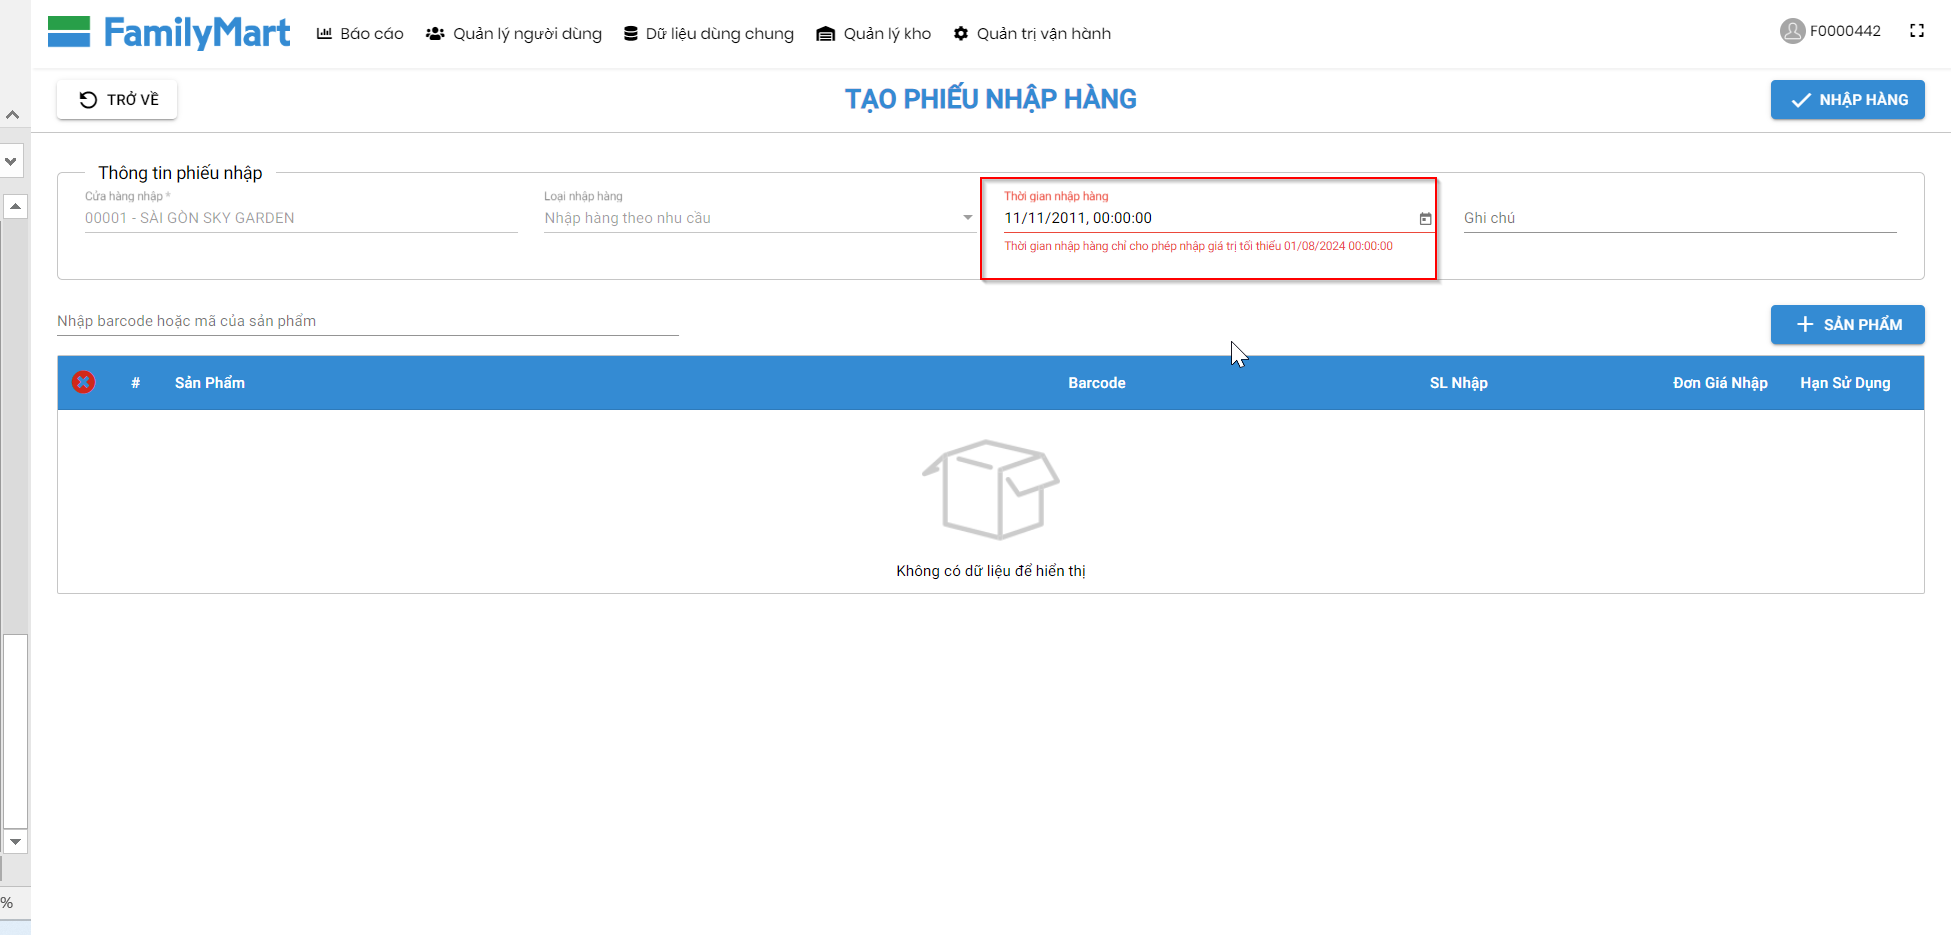 FamilyMart Báo cáo Quản lý người dùng Dữ liệu dùng chung Quản lý kho Quản trị vận hành F0000442
TRỞ VỀ TẠO PHIẾU NHẬP HÀNG NHẬP HÀNG
Thông tin phiếu nhập
Cửa hàng nhập * Loại nhập hàng Thời gian nhập hàng
00001 - SÀI GÒN SKY GARDEN Nhập hàng theo nhu cầu 11/11/2011, 00:00:00 Ghi chú
Thời gian nhập hàng chỉ cho phép nhập giá trị tối thiểu 01/08/2024 00:00:00
Nhập barcode hoặc mã của sản phẩm SẢN PHẨM
# Sản Phẩm Barcode SL Nhập Đơn Giá Nhập Hạn Sử Dụng
Không có dữ liệu để hiển thị
%